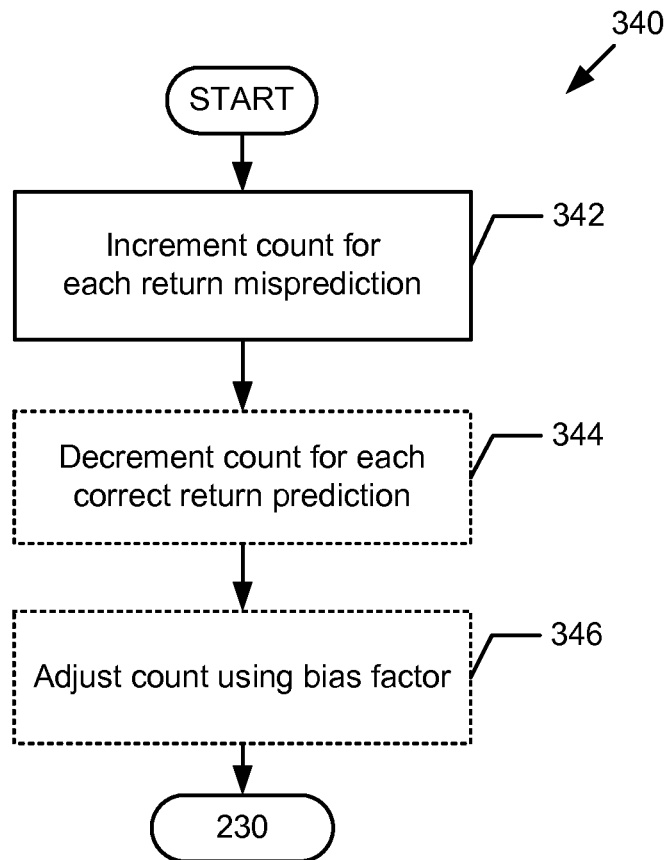 340
START
Increment count for
each return misprediction
342
Decrement count for each
correct return prediction
344
Adjust count using bias factor
346
230